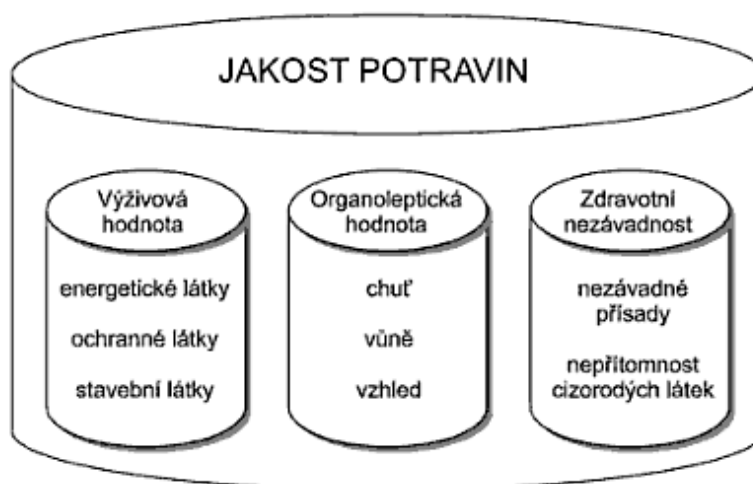 JAKOST POTRAVIN
Výživová
hodnota
energetické látky
ochranné látky
stavební látky
Organoleptická
hodnota
chuť
vůně
vzhled
Zdravotní
nezávadnost
nezávadné
přísady
nepřítomnost
cizorodých látek